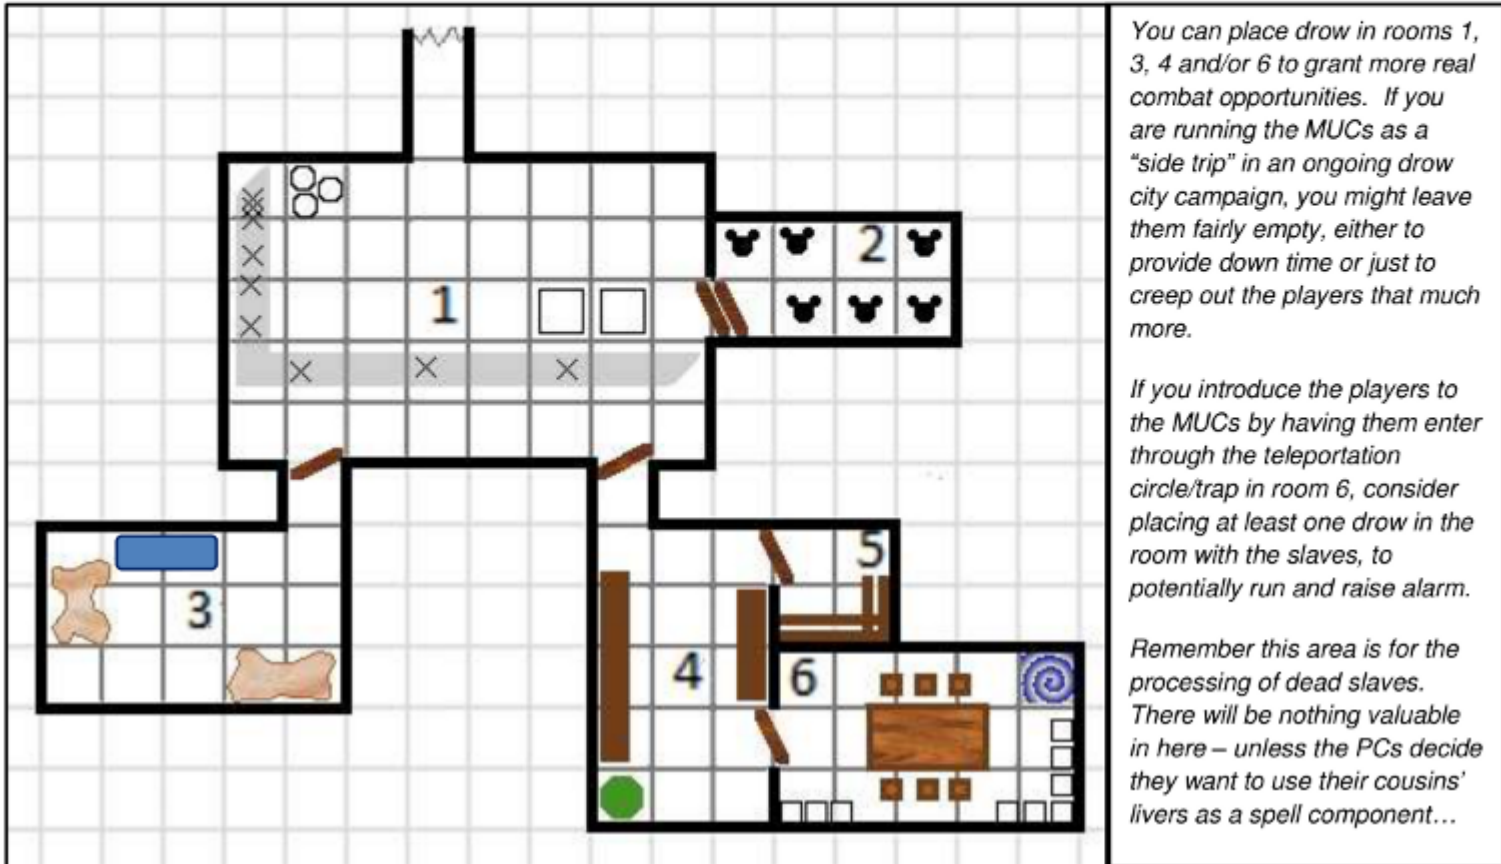 1
2
3
4
5
6
You can place drow in rooms 1,
3, 4 and/or 6 to grant more real
combat opportunities.  If you
are running the MUCs as a
“side trip” in an ongoing drow
city campaign, you might leave
them fairly empty, either to
provide down time or just to
creep out the players that much
more.
If you introduce the players to
the MUCs by having them enter
through the teleportation
circle/trap in room 6, consider
placing at least one drow in the
room with the slaves, to
potentially run and raise alarm.
Remember this area is for the
processing of dead slaves.
There will be nothing valuable
in here – unless the PCs decide
they want to use their cousins’
livers as a spell component…